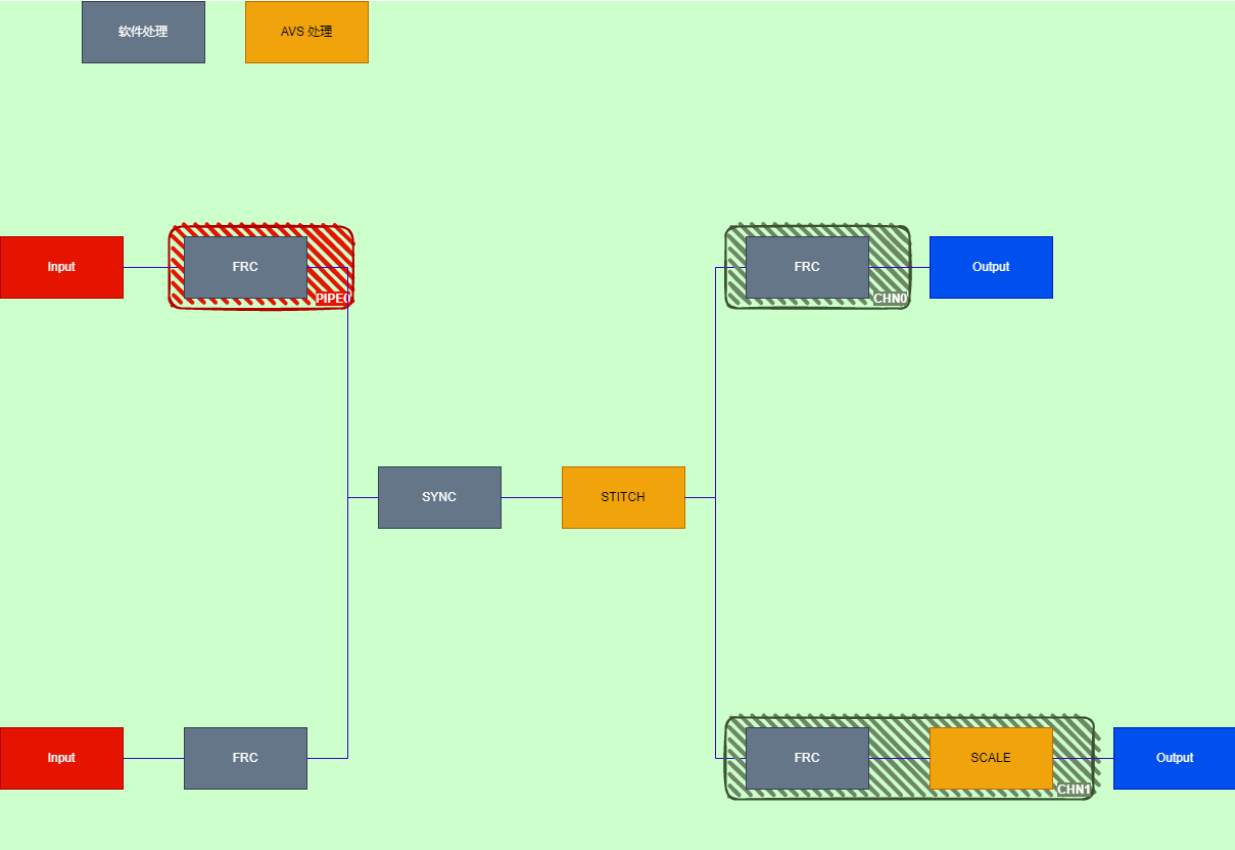 软件处理
AVS 处理
Input
FRC
PIPE0
FRC
CHN0
Output
SYNC
STITCH
Input
FRC
FRC
SCALE
CHN1
Output